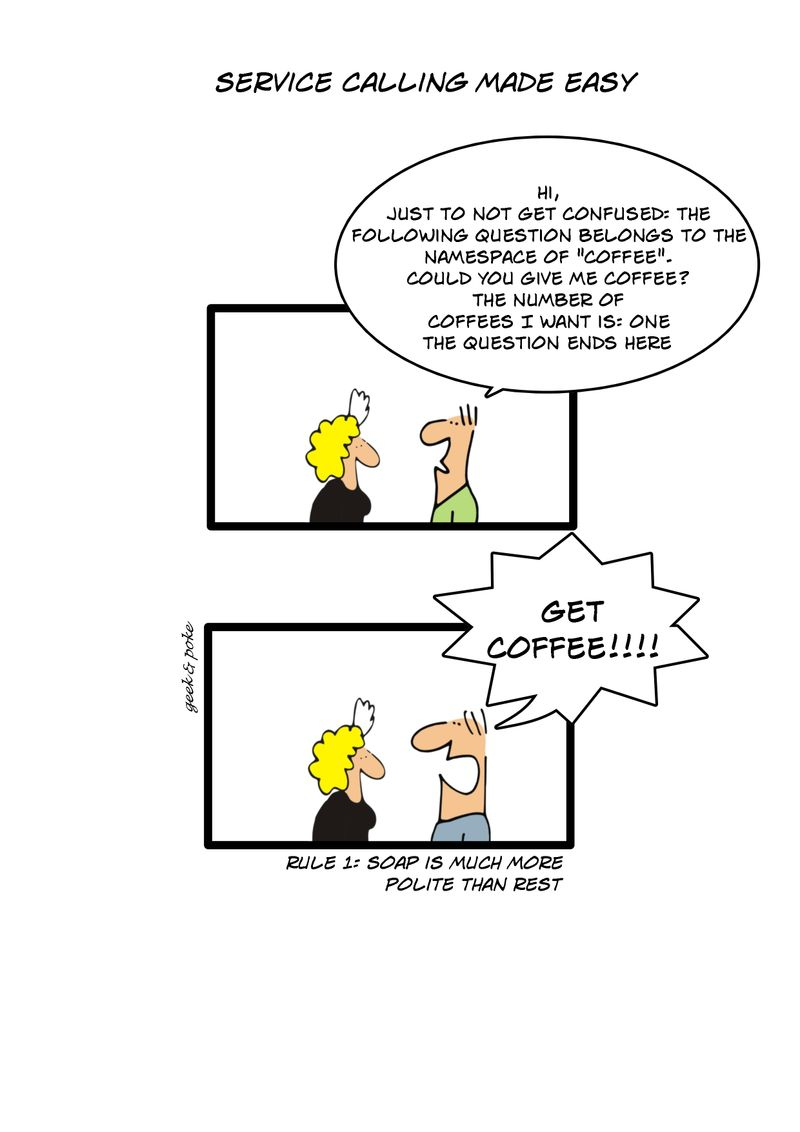 SERVICE CALLING MADE EASY
HI,
JUST TO NOT GET CONFUSED: THE
FOLLOWING QUESTION BELONGS TO THE
NAMESPACE OF "COFFEE".
COULD YOU GIVE ME COFFEE?
THE NUMBER OF
COFFEES I WANT IS: ONE
THE QUESTION ENDS HERE
GET
COFFEE!!!!
geek & poke
RULE 1: SOAP IS MUCH MORE
POLITE THAN REST